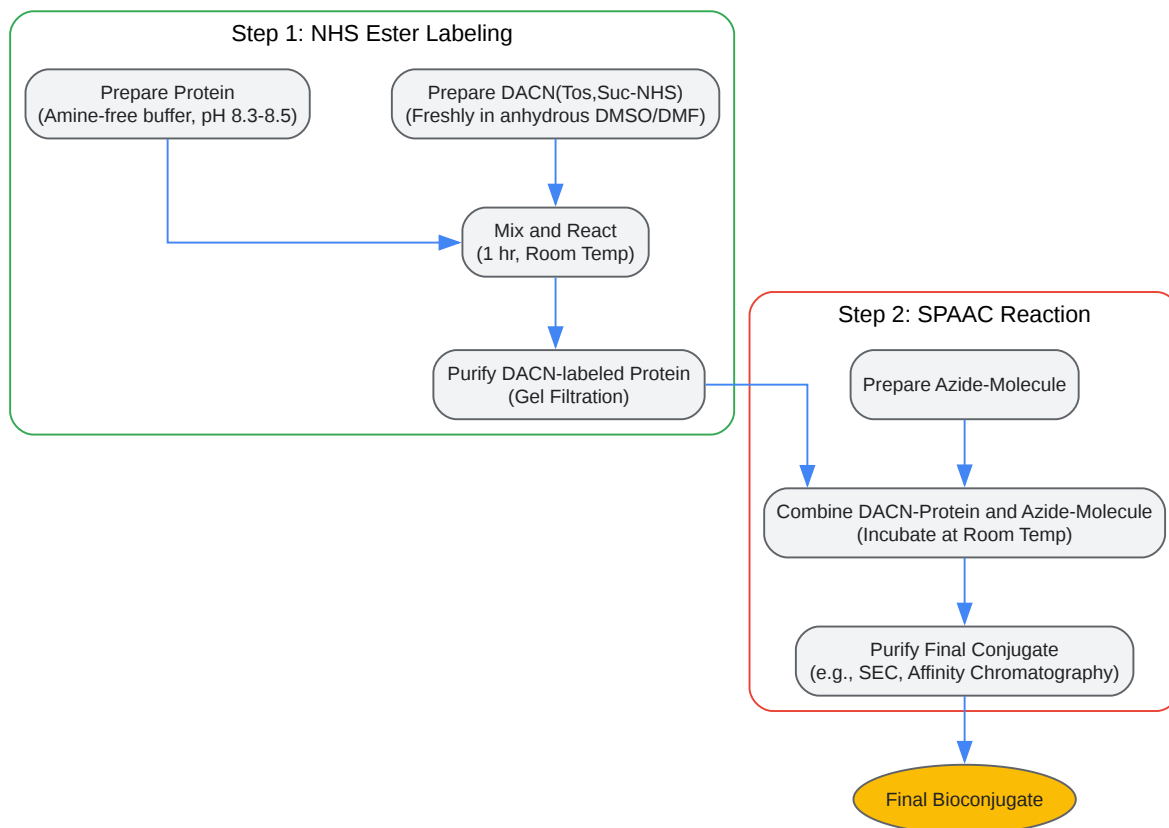 Step 1: NHS Ester Labeling
Prepare Protein
(Amine-free buffer, pH 8.3-8.5)
Prepare DACN(Tos,Suc-NHS)
(Freshly in anhydrous DMSO/DMF)
Mix and React
(1 hr, Room Temp)
Purify DACN-labeled Protein
(Gel Filtration)
Step 2: SPAAC Reaction
Prepare Azide-Molecule
Combine DACN-Protein and Azide-Molecule
(Incubate at Room Temp)
Purify Final Conjugate
(e.g., SEC, Affinity Chromatography)
Final Bioconjugate